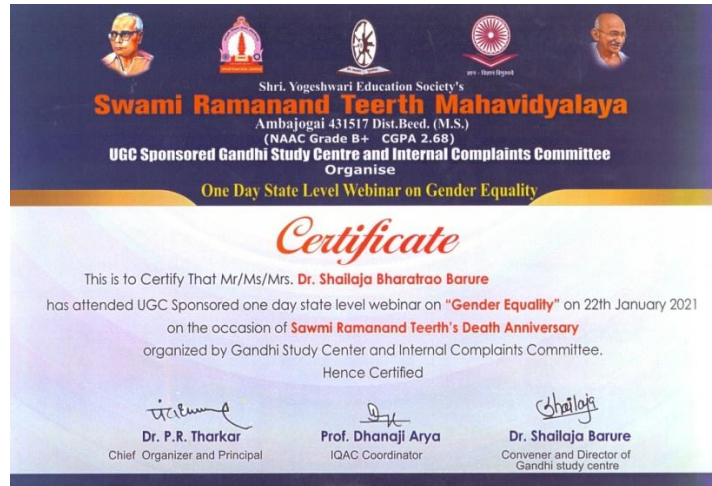 ज्ञान - विज्ञान विमुक्तये
Shri. Yogeshwari Education Society's
Swami Ramanand Teerth Mahavidyalaya
Ambajogai 431517 Dist.Beed. (M.S.)
(NAAC Grade B+ CGPA 2.68)
UGC Sponsored Gandhi Study Centre and Internal Complaints Committee
Organise
One Day State Level Webinar on Gender Equality
Certificate
This is to Certify That Mr/Ms/Mrs. Dr. Shailaja Bharatrao Barure
has attended UGC Sponsored one day state level webinar on "Gender Equality" on 22th January 2021
on the occasion of Sawmi Ramanand Teerth's Death Anniversary
organized by Gandhi Study Center and Internal Complaints Committee.
Hence Certified
Shailaja
Dr. P.R. Tharkar Prof. Dhanaji Arya Dr. Shailaja Barure
Chief Organizer and Principal IQAC Coordinator Convener and Director of
Gandhi study centre